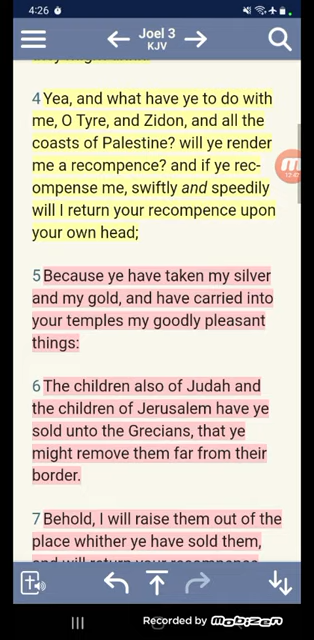 4:26
Joel 3
KJV
4 Yea, and what have ye to do with
me, O Tyre, and Zidon, and all the
coasts of Palestine? will ye render
me a recompence? and if ye rec-
ompense me, swiftly and speedily
will I return your recompence upon
your own head;
5 Because ye have taken my silver
and my gold, and have carried into
your temples my goodly pleasant
things:
6 The children also of Judah and
the children of Jerusalem have ye
sold unto the Grecians, that ye
might remove them far from their
border.
7 Behold, I will raise them out of the
place whither ye have sold them,
and will return your recompense
Recorded by mobizen